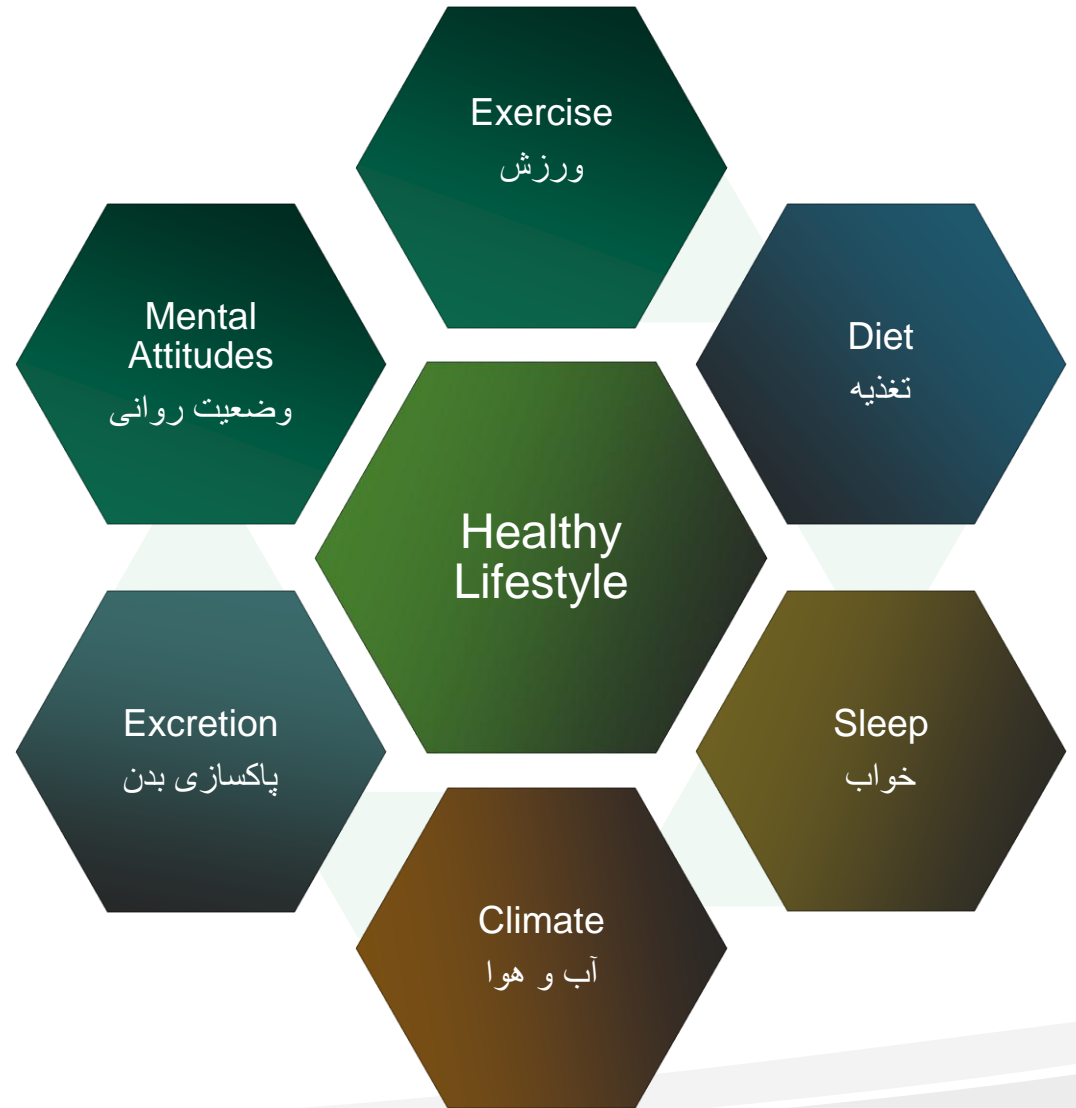 Exercise
ورزش
Diet
تغذیه
Sleep
خواب
Climate
آب و هوا
Excretion
پاکسازی بدن
Mental
Attitudes
وضعیت روانی
Healthy
Lifestyle